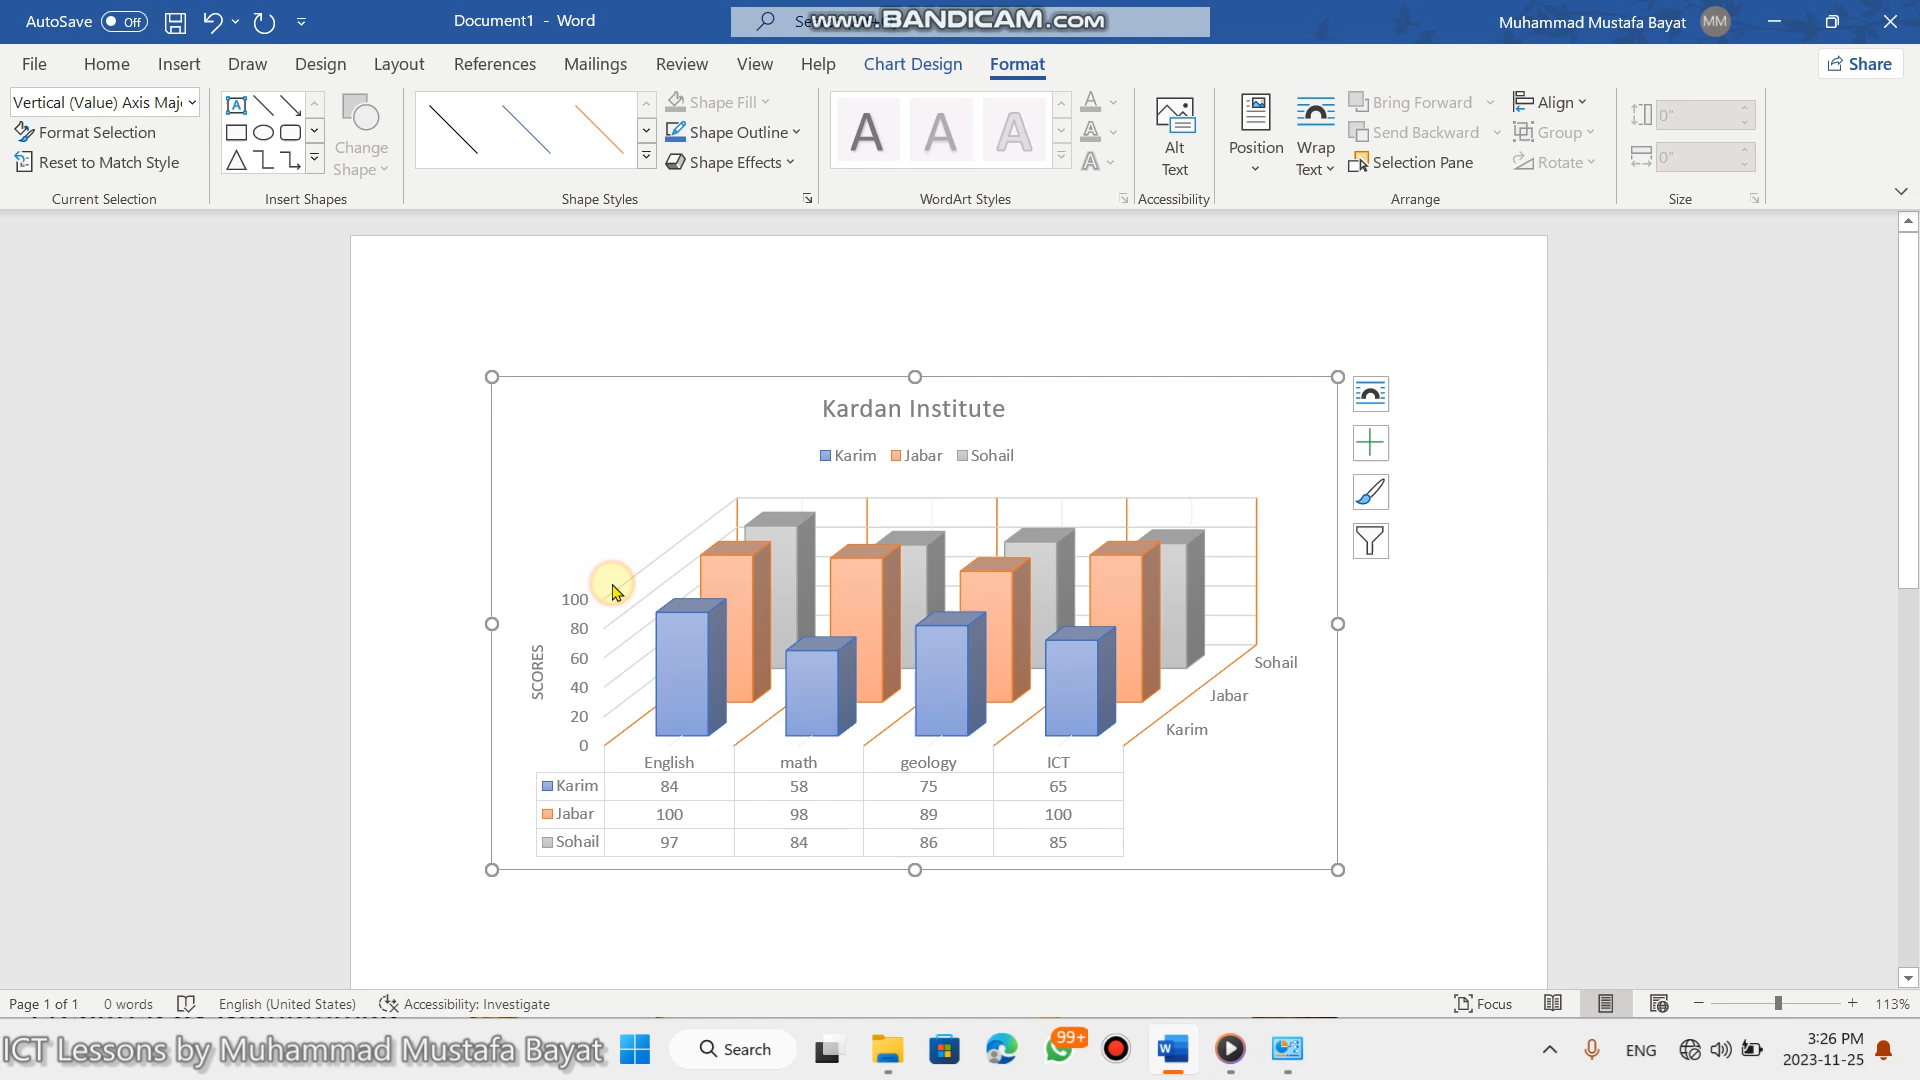 AutoSave Off Document1 - Word Se www.BANDICAM.com Muhammad Mustafa Bayat MM
File Home Insert Draw Design Layout References Mailings Review View Help Chart Design Format Share
Vertical (Value) Axis Maj
Format Selection
Reset to Match Style
Current Selection
Change
Shape
Insert Shapes
Shape Fill
Shape Outline
Shape Effects
Shape Styles
WordArt Styles
Alt
Text
Accessibility
Position
Wrap
Text
Bring Forward
Send Backward
Selection Pane
Align
Group
Rotate
Arrange
0"
0"
Size
Kardan Institute
Karim Jabar Sohail
100
80
60
40
20
0
SCORES
Sohail
Jabar
Karim
English math geology ICT
Karim 84 58 75 65
Jabar 100 98 89 100
Sohail 97 84 86 85
Page 1 of 1 0 words English (United States) Accessibility: Investigate Focus 113%
ICT Lessons by Muhammad Mustafa Bayat Search 99+ ENG 3:26 PM
2023-11-25